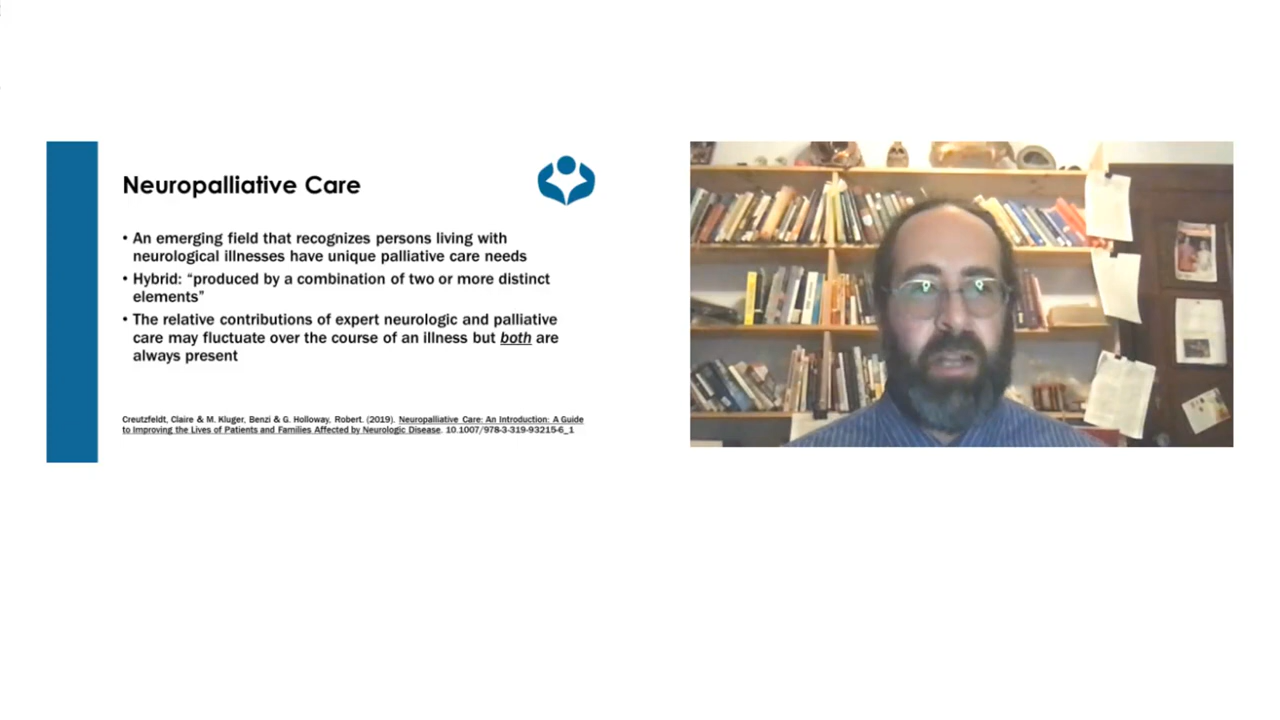 Neuropalliative Care
• An emerging field that recognizes persons living with
neurological illnesses have unique palliative care needs
• Hybrid: “produced by a combination of two or more distinct
elements”
• The relative contributions of expert neurologic and palliative
care may fluctuate over the course of an illness but both are
always present
Creutzfeldt, Claire & M. Kluger, Benzi & G. Holloway, Robert. (2019). Neuropalliative Care: An Introduction: A Guide
to Improving the Lives of Patients and Families Affected by Neurologic Disease. 10.1007/978-3-319-93215-6_1